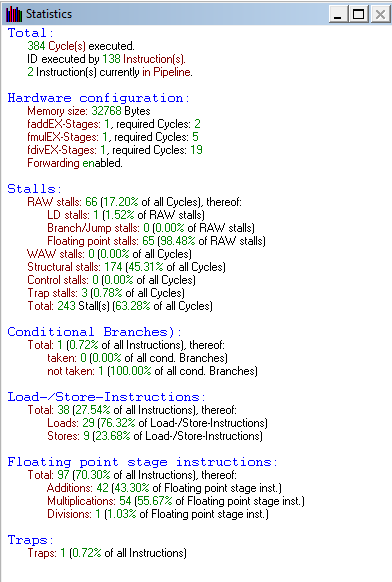 Statistics
Total:
384 Cycle(s) executed.
ID executed by 138 Instruction(s).
2 Instruction(s) currently in Pipeline.
Hardware configuration:
Memory size: 32768 Bytes
faddEX-Stages: 1, required Cycles: 2
fmulEX-Stages: 1, required Cycles: 5
fdivEX-Stages: 1, required Cycles: 19
Forwarding enabled.
Stalls:
RAW stalls: 66 (17.20% of all Cycles), thereof:
LD stalls: 1 (1.52% of RAW stalls)
Branch/Jump stalls: 0 (0.00% of RAW stalls)
Floating point stalls: 65 (98.48% of RAW stalls)
WAW stalls: 0 (0.00% of all Cycles)
Structural stalls: 174 (45.31% of all Cycles)
Control stalls: 0 (0.00% of all Cycles)
Trap stalls: 3 (0.78% of all Cycles)
Total: 243 Stall(s) (63.28% of all Cycles)
Conditional Branches):
Total: 1 (0.72% of all Instructions), thereof:
taken: 0 (0.00% of all cond. Branches)
not taken: 1 (100.00% of all cond. Branches)
Load-/Store-Instructions:
Total: 38 (27.54% of all Instructions), thereof:
Loads: 29 (76.32% of Load-/Store-Instructions)
Stores: 9 (23.68% of Load-/Store-Instructions)
Floating point stage instructions:
Total: 97 (70.30% of all Instructions), thereof:
Additions: 42 (43.30% of Floating point stage inst.)
Multiplications: 54 (55.67% of Floating point stage inst.)
Divisions: 1 (1.03% of Floating point stage inst.)
Traps:
Traps: 1 (0.72% of all Instructions)